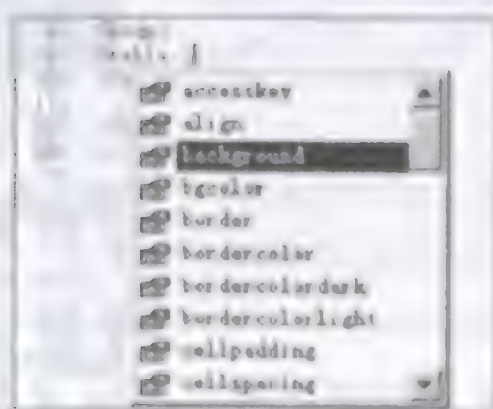 accesskey
align
background
bgcolor
border
bordercolor
bordercolordark
bordercolorlight
cellpadding
cellspacing